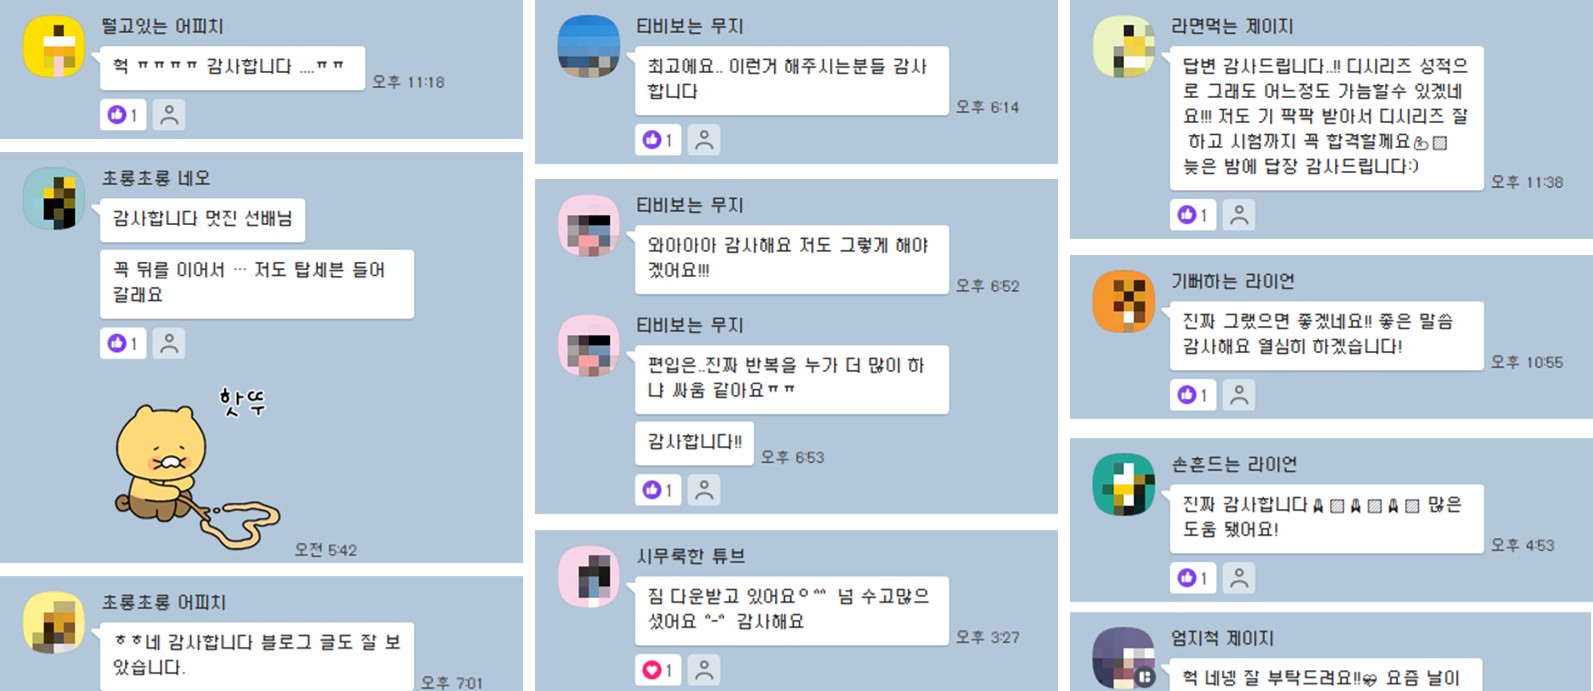 떨고있는 어피치
헉 ㅠㅠㅠㅠ 감사합니다 ....ㅠㅠ
오후 11:18
1
초롱초롱 네오
감사합니다 멋진 선배님
꼭 뒤를 이어서 … 저도 탑세븐 들어
갈래요
1
핫뚜
오전 5:42
초롱초롱 어피치
ㅎㅎ네 감사합니다 블로그 글도 잘 보
았습니다.
오후 7:01
티비보는 무지
최고에요.. 이런거 해주시는분들 감사
합니다
오후 6:14
1
티비보는 무지
와아아아 감사해요 저도 그렇게 해야
겠어요!!!
오후 6:52
티비보는 무지
편입은..진짜 반복을 누가 더 많이 하
냐 싸움 같아요ㅠㅠ
감사합니다!!
오후 6:53
1
시무룩한 튜브
짐 다운받고 있어요ㅇ^^ 넘 수고많으
셨어요 ^-^ 감사해요
오후 3:27
1
라면먹는 제이지
답변 감사드립니다..!! 디시리즈 성적으
로 그래도 어느정도 가늠할수 있겠네
요!!! 저도 기 팍팍 받아서 디시리즈 잘
하고 시험까지 꼭 합격할께요💪
늦은 밤에 답장 감사드립니다:)
오후 11:38
1
기뻐하는 라이언
진짜 그랬으면 좋겠네요!! 좋은 말씀
감사해요 열심히 하겠습니다!
오후 10:55
1
손흔드는 라이언
진짜 감사합니다🙏🙏🙏 많은
도움 됐어요!
오후 4:53
1
엄지척 제이지
헉 네넹 잘 부탁드려요!!💝 요즘 날이